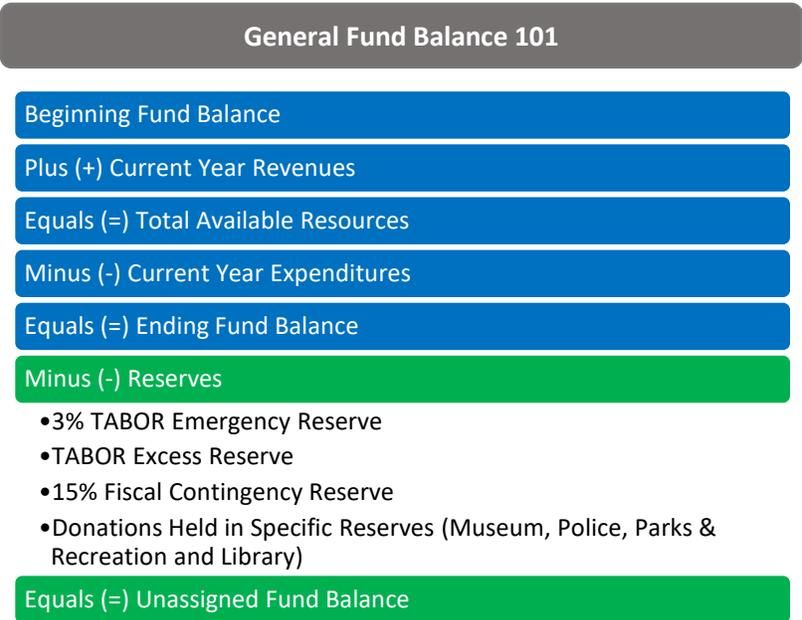 General Fund Balance 101
Beginning Fund Balance
Plus (+) Current Year Revenues
Equals (=) Total Available Resources
Minus (-) Current Year Expenditures
Equals (=) Ending Fund Balance
Minus (-) Reserves
•3% TABOR Emergency Reserve
•TABOR Excess Reserve
•15% Fiscal Contingency Reserve
•Donations Held in Specific Reserves (Museum, Police, Parks &
Recreation and Library)
Equals (=) Unassigned Fund Balance